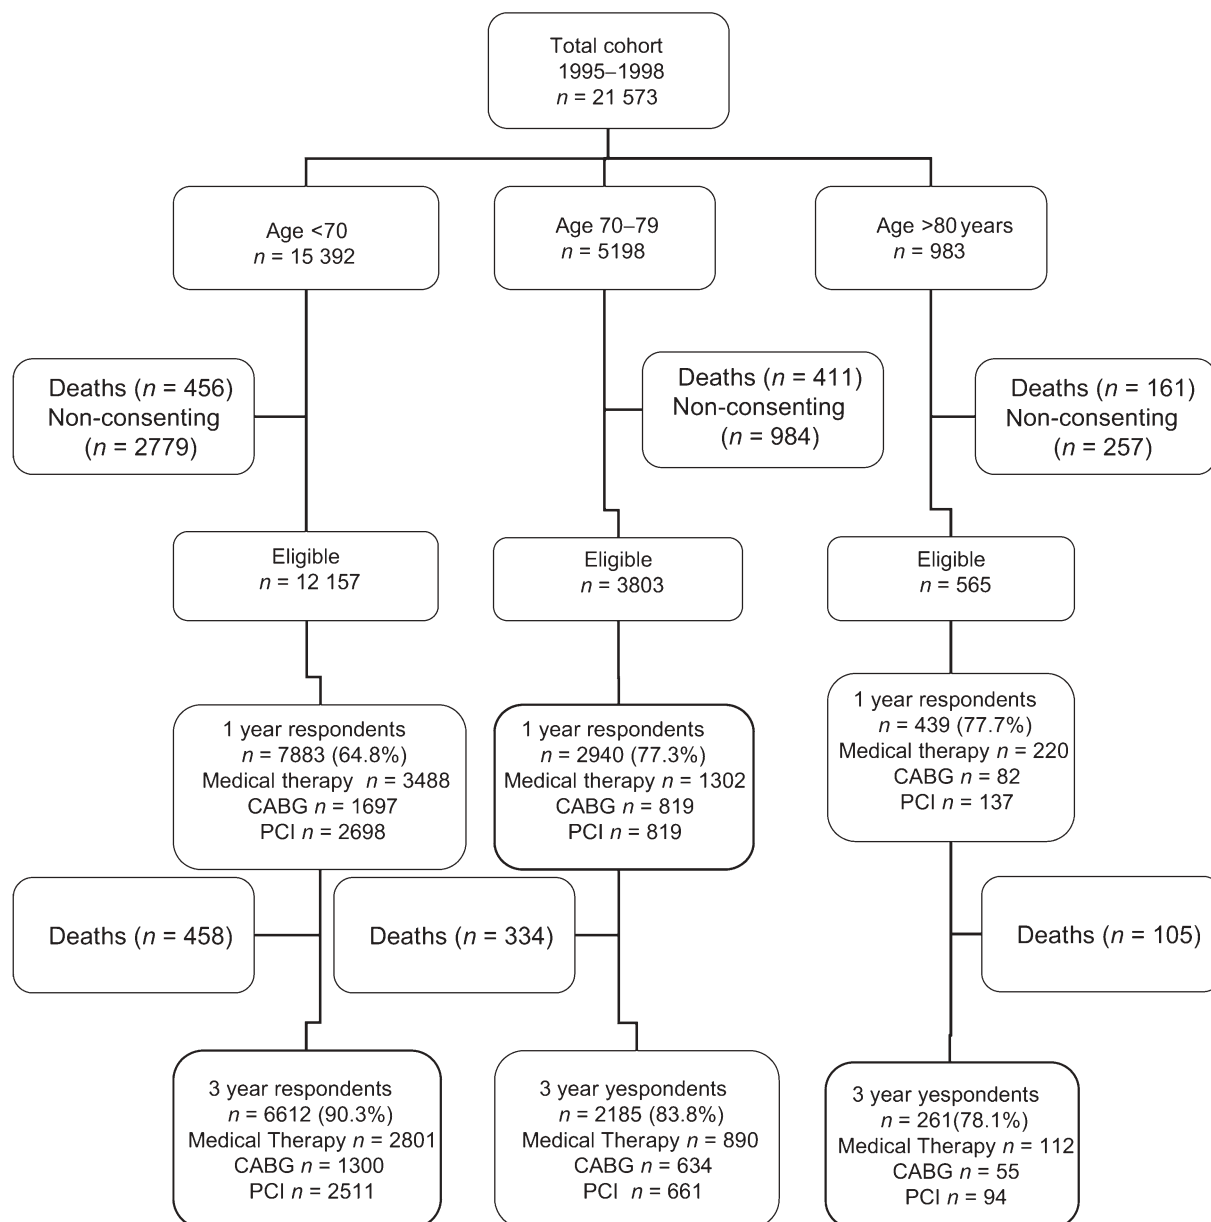 Total cohort
1995–1998
n = 21 573
Age <70
n = 15 392
Age 70–79
n = 5198
Age >80 years
n = 983
Deaths (n = 456)
Non-consenting
(n = 2779)
Deaths (n = 411)
Non-consenting
(n = 984)
Deaths (n = 161)
Non-consenting
(n = 257)
Eligible
n = 12 157
Eligible
n = 3803
Eligible
n = 565
1 year respondents
n = 7883 (64.8%)
Medical therapy n = 3488
CABG n = 1697
PCI n = 2698
1 year respondents
n = 2940 (77.3%)
Medical therapy n = 1302
CABG n = 819
PCI n = 819
1 year respondents
n = 439 (77.7%)
Medical therapy n = 220
CABG n = 82
PCI n = 137
Deaths (n = 458)
Deaths (n = 334)
Deaths (n = 105)
3 year respondents
n = 6612 (90.3%)
Medical Therapy n = 2801
CABG n = 1300
PCI n = 2511
3 year yespondents
n = 2185 (83.8%)
Medical Therapy n = 890
CABG n = 634
PCI n = 661
3 year yespondents
n = 261(78.1%)
Medical Therapy n = 112
CABG n = 55
PCI n = 94